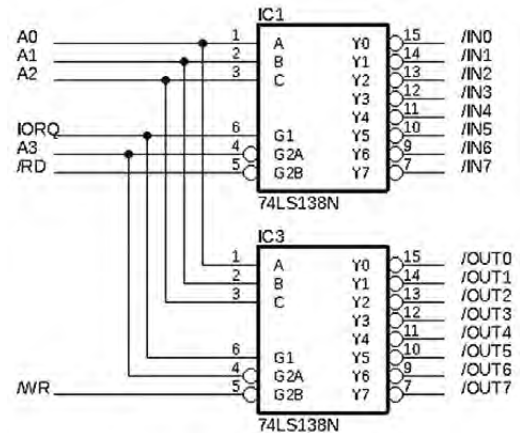 IC1
A0 1 A Y0 15 /IN0
A1 2 B Y1 14 /IN1
A2 3 C Y2 13 /IN2
Y3 12 /IN3
Y4 11 /IN4
IORQ 6 G1 Y5 10 /IN5
A3 4 G2A Y6 9 /IN6
/RD 5 G2B Y7 7 /IN7
74LS138N
IC3
1 A Y0 15 /OUT0
2 B Y1 14 /OUT1
3 C Y2 13 /OUT2
Y3 12 /OUT3
Y4 11 /OUT4
6 G1 Y5 10 /OUT5
4 G2A Y6 9 /OUT6
/WR 5 G2B Y7 7 /OUT7
74LS138N